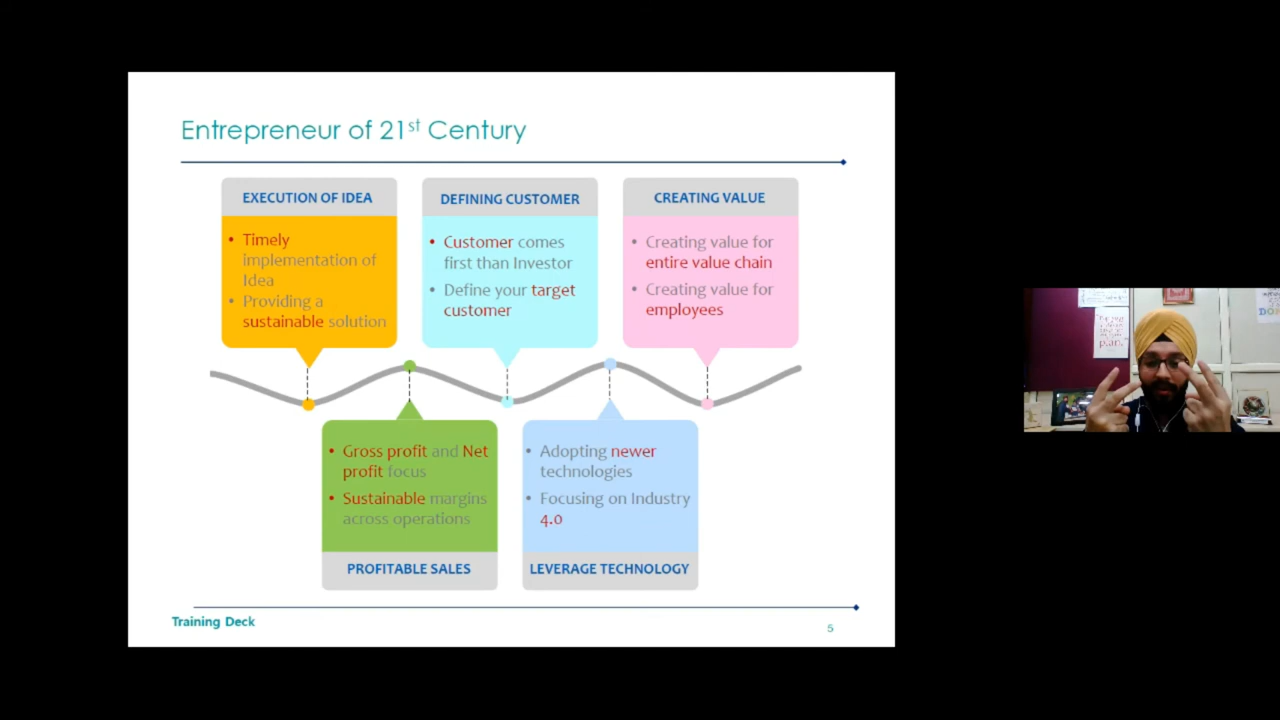 Entrepreneur of 21st Century
EXECUTION OF IDEA
• Timely
implementation of
Idea
• Providing a
sustainable solution
DEFINING CUSTOMER
• Customer comes
first than Investor
• Define your target
customer
CREATING VALUE
• Creating value for
entire value chain
• Creating value for
employees
• Gross profit and Net
profit focus
• Sustainable margins
across operations
PROFITABLE SALES
• Adopting newer
technologies
• Focusing on Industry
4.0
LEVERAGE TECHNOLOGY
Training Deck
5
plan.